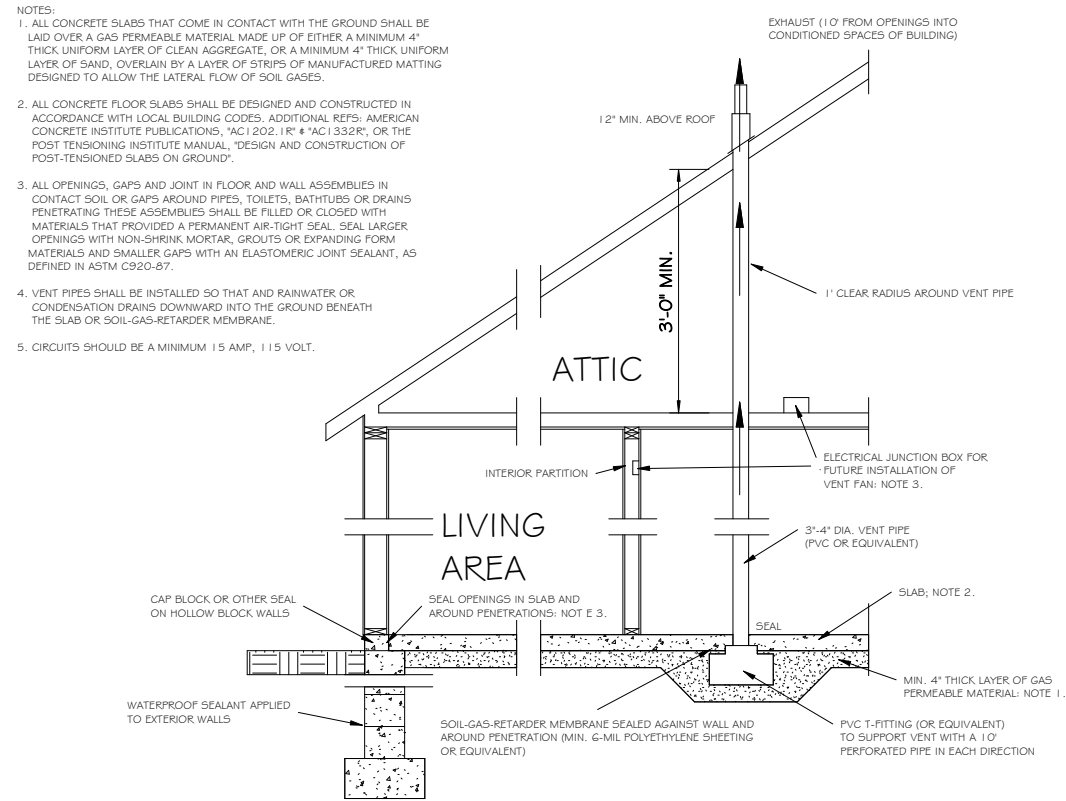 NOTES:
1. ALL CONCRETE SLABS THAT COME IN CONTACT WITH THE GROUND SHALL BE
LAID OVER A GAS PERMEABLE MATERIAL MADE UP OF EITHER A MINIMUM 4"
THICK UNIFORM LAYER OF CLEAN AGGREGATE, OR A MINIMUM 4" THICK UNIFORM
LAYER OF SAND, OVERLAIN BY A LAYER OF STRIPS OF MANUFACTURED MATTING
DESIGNED TO ALLOW THE LATERAL FLOW OF SOIL GASES.
2. ALL CONCRETE FLOOR SLABS SHALL BE DESIGNED AND CONSTRUCTED IN
ACCORDANCE WITH LOCAL BUILDING CODES. ADDITIONAL REFS: AMERICAN
CONCRETE INSTITUTE PUBLICATIONS, "AC1202.1R" & "AC1332R", OR THE
POST TENSIONING INSTITUTE MANUAL, "DESIGN AND CONSTRUCTION OF
POST-TENSIONED SLABS ON GROUND".
3. ALL OPENINGS, GAPS AND JOINT IN FLOOR AND WALL ASSEMBLIES IN
CONTACT SOIL OR GAPS AROUND PIPES, TOILETS, BATHTUBS OR DRAINS
PENETRATING THESE ASSEMBLIES SHALL BE FILLED OR CLOSED WITH
MATERIALS THAT PROVIDED A PERMANENT AIR-TIGHT SEAL. SEAL LARGER
OPENINGS WITH NON-SHRINK MORTAR, GROUTS OR EXPANDING FORM
MATERIALS AND SMALLER GAPS WITH AN ELASTOMERIC JOINT SEALANT, AS
DEFINED IN ASTM C920-87.
4. VENT PIPES SHALL BE INSTALLED SO THAT AND RAINWATER OR
CONDENSATION DRAINS DOWNWARD INTO THE GROUND BENEATH
THE SLAB OR SOIL-GAS-RETARDER MEMBRANE.
5. CIRCUITS SHOULD BE A MINIMUM 15 AMP, 115 VOLT.
EXHAUST (10' FROM OPENINGS INTO
CONDITIONED SPACES OF BUILDING)
12" MIN. ABOVE ROOF
3'-0" MIN.
1' CLEAR RADIUS AROUND VENT PIPE
ATTIC
ELECTRICAL JUNCTION BOX FOR
FUTURE INSTALLATION OF
VENT FAN: NOTE 3.
INTERIOR PARTITION
LIVING
AREA
3"-4" DIA. VENT PIPE
(PVC OR EQUIVALENT)
CAP BLOCK OR OTHER SEAL
ON HOLLOW BLOCK WALLS
SEAL OPENINGS IN SLAB AND
AROUND PENETRATIONS: NOT E 3.
SLAB; NOTE 2.
SEAL
MIN. 4" THICK LAYER OF GAS
PERMEABLE MATERIAL: NOTE 1.
WATERPROOF SEALANT APPLIED
TO EXTERIOR WALLS
SOIL-GAS-RETARDER MEMBRANE SEALED AGAINST WALL AND
AROUND PENETRATION (MIN. 6-MIL POLYETHYLENE SHEETING
OR EQUIVALENT)
PVC T-FITTING (OR EQUIVALENT)
TO SUPPORT VENT WITH A 10'
PERFORATED PIPE IN EACH DIRECTION